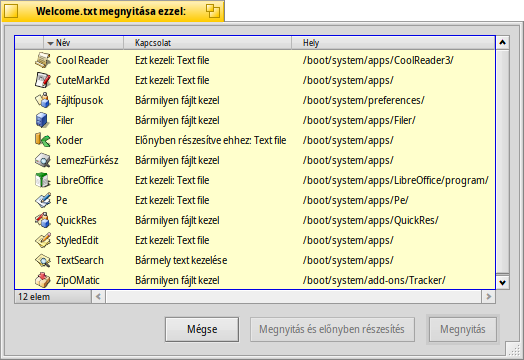 Welcome.txt megnyitása ezzel:
Név Kapcsolat Hely
Cool Reader Ezt kezeli: Text file /boot/system/apps/CoolReader3/
CuteMarkEd Ezt kezeli: Text file /boot/system/apps/
Fájltípusok Bármilyen fájlt kezel /boot/system/preferences/
Filer Bármilyen fájlt kezel /boot/system/apps/Filer/
Koder Előnyben részesítve ehhez: Text file /boot/system/apps/
LemezFürkész Bármilyen fájlt kezel /boot/system/apps/
LibreOffice Ezt kezeli: Text file /boot/system/apps/LibreOffice/program/
Pe Ezt kezeli: Text file /boot/system/apps/Pe/
QuickRes Bármilyen fájlt kezel /boot/system/apps/QuickRes/
StyledEdit Ezt kezeli: Text file /boot/system/apps/
TextSearch Bármely text kezelése /boot/system/apps/
ZipOMatic Bármilyen fájlt kezel /boot/system/add-ons/Tracker/
12 elem
Mégse Megnyitás és előnyben részesítés Megnyitás